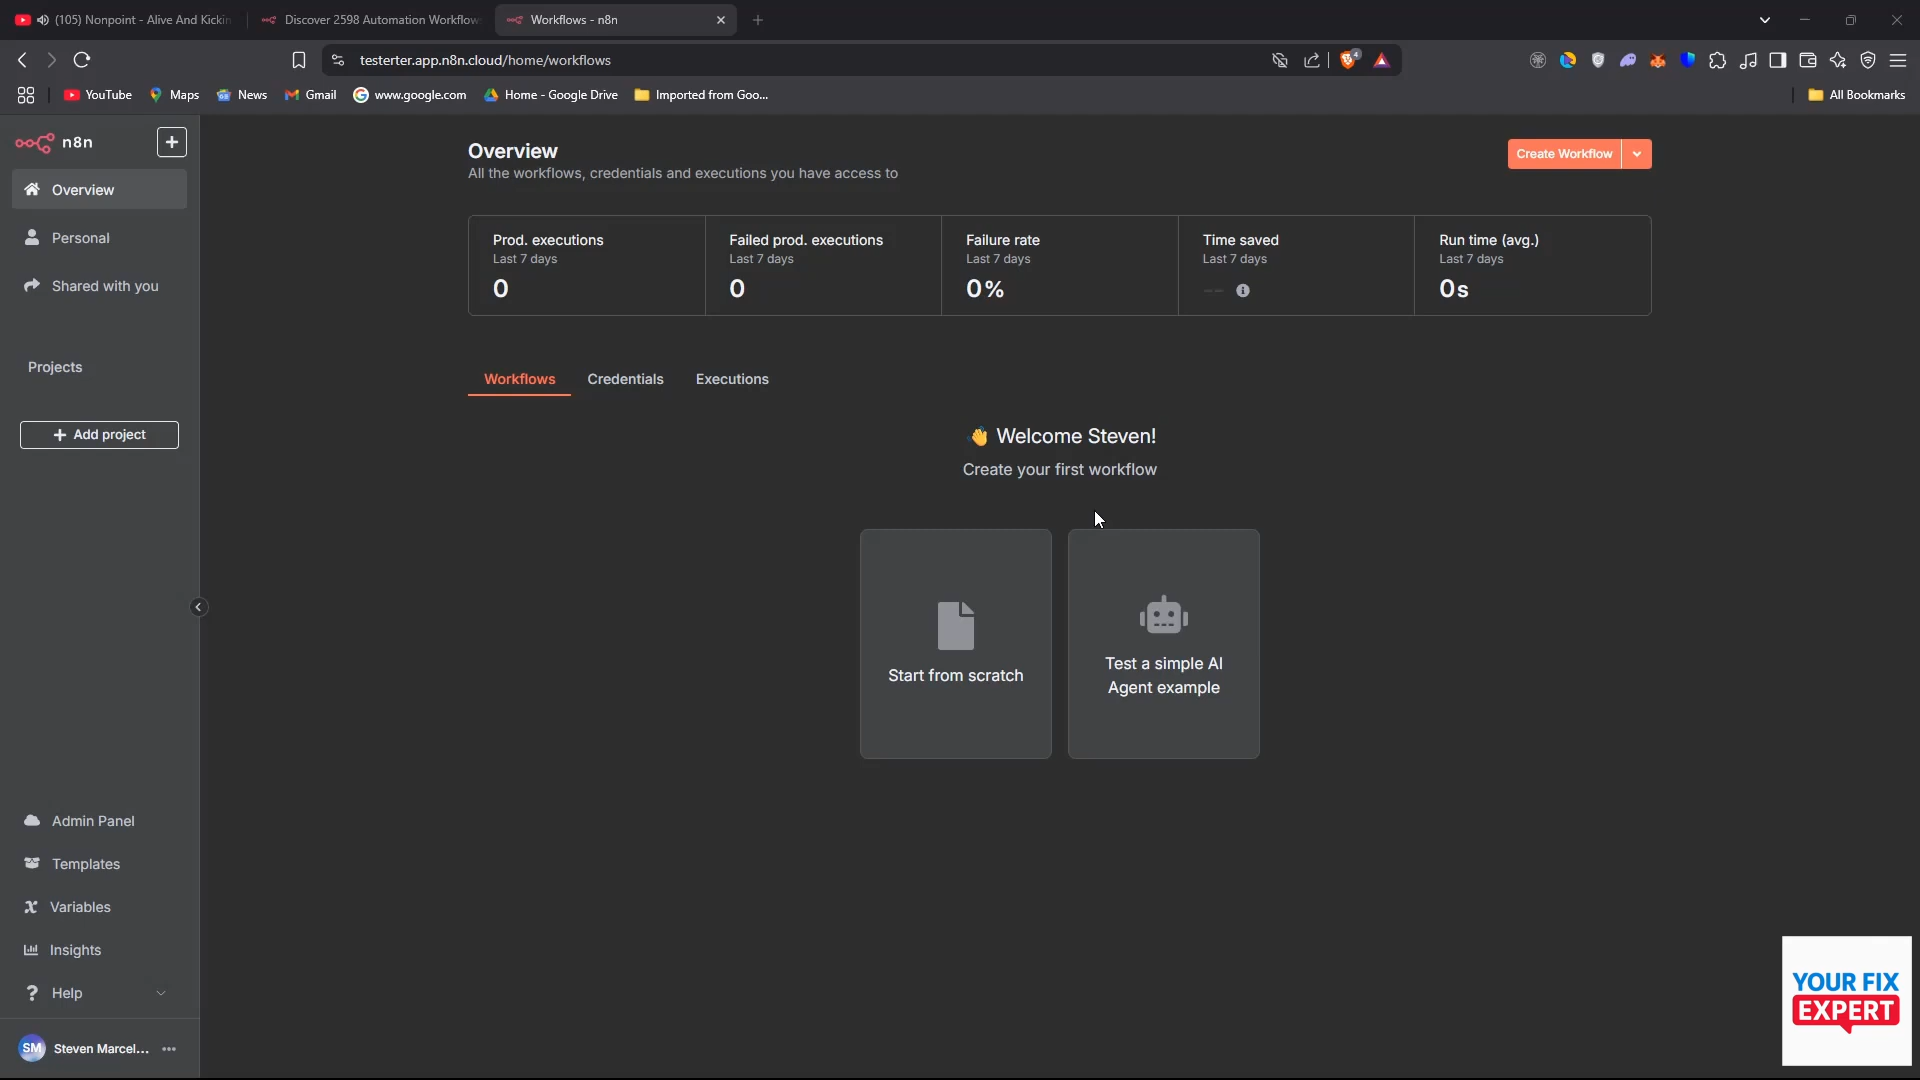 (105) Nonpoint - Alive And Kickin
Discover 2598 Automation Workflow
Workflows - n8n
testerter.app.n8n.cloud/home/workflows
4
YouTube
Maps
News
Gmail
www.google.com
Home - Google Drive
Imported from Goo...
All Bookmarks
n8n
Overview
Personal
Shared with you
Projects
Add project
Admin Panel
Templates
Variables
Insights
Help
SM
Steven Marcel...
Overview
All the workflows, credentials and executions you have access to
Create Workflow
Prod. executions
Last 7 days
0
Failed prod. executions
Last 7 days
0
Failure rate
Last 7 days
0%
Time saved
Last 7 days
--
Run time (avg.)
Last 7 days
0s
Workflows
Credentials
Executions
👋 Welcome Steven!
Create your first workflow
Start from scratch
Test a simple AI
Agent example
YOUR FIX
EXPERT